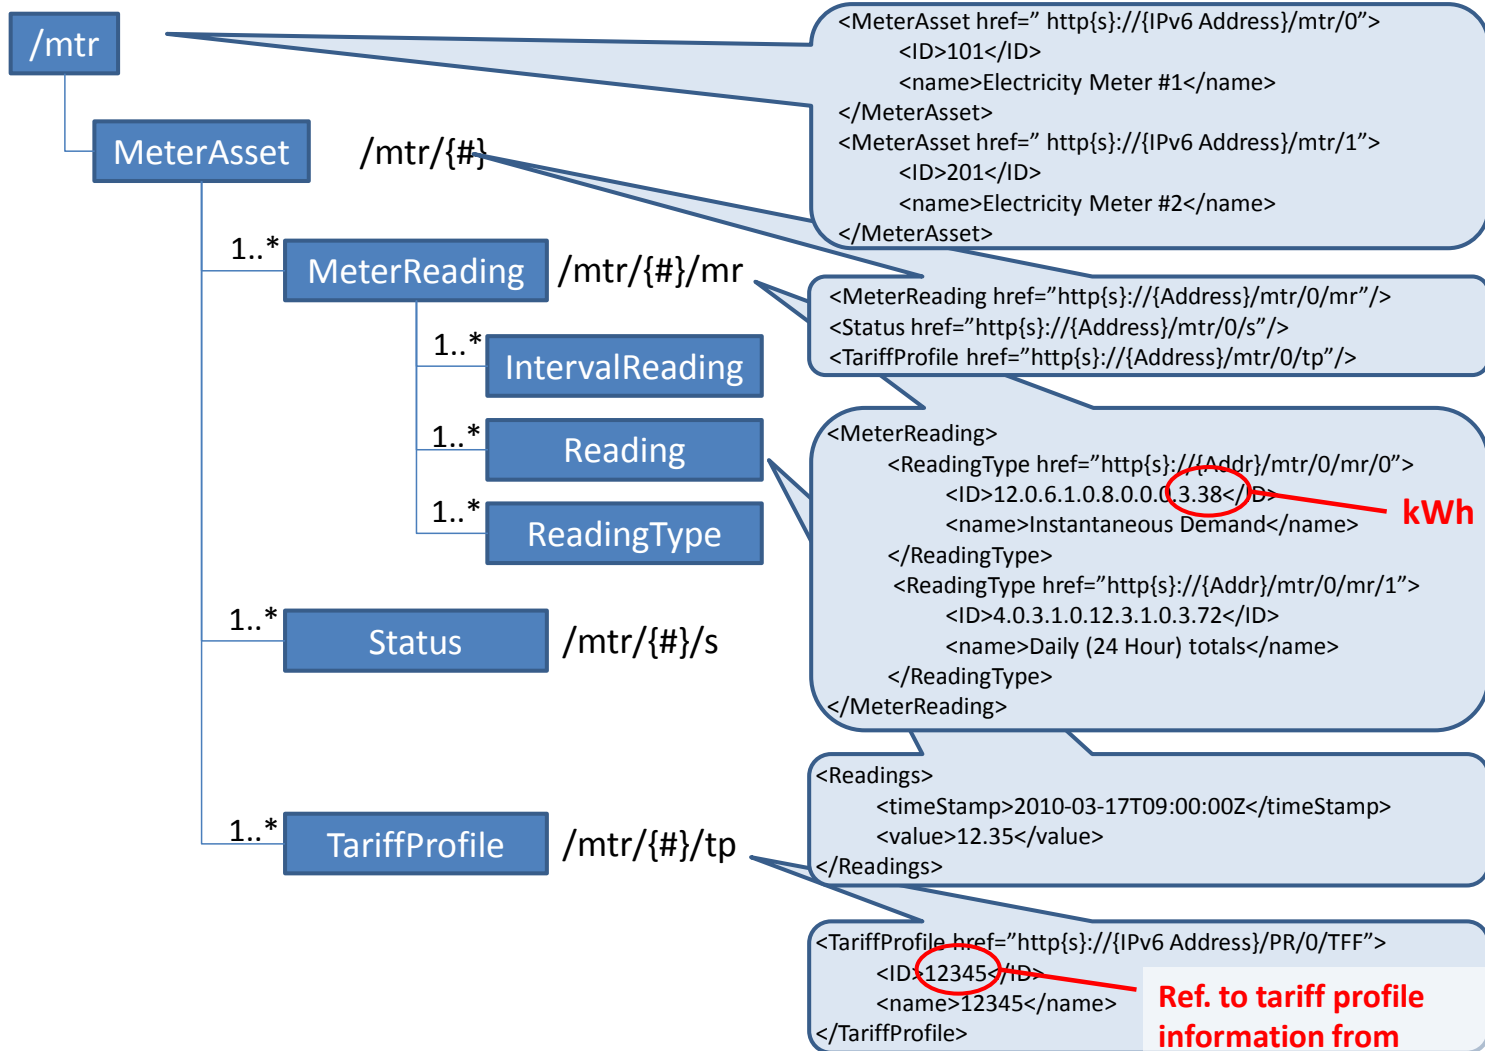 /mtr
MeterAsset
/mtr/{#}
1..*
MeterReading
/mtr/{#}/mr
1..*
IntervalReading
1..*
Reading
1..*
ReadingType
1..*
Status
/mtr/{#}/s
1..*
TariffProfile
/mtr/{#}/tp
<MeterAsset href=” http{s}://{IPv6 Address}/mtr/0”>
<ID>101</ID>
<name>Electricity Meter #1</name>
</MeterAsset>
<MeterAsset href=” http{s}://{IPv6 Address}/mtr/1”>
<ID>201</ID>
<name>Electricity Meter #2</name>
</MeterAsset>
<MeterReading href=”http{s}://{Address}/mtr/0/mr”/>
<Status href=”http{s}://{Address}/mtr/0/s”/>
<TariffProfile href=”http{s}://{Address}/mtr/0/tp”/>
<MeterReading>
<ReadingType href=”http{s}://{Addr}/mtr/0/mr/0”>
<ID>12.0.6.1.0.8.0.0.0.3.38</ID>
<name>Instantaneous Demand</name>
</ReadingType>
<ReadingType href=”http{s}://{Addr}/mtr/0/mr/1”>
<ID>4.0.3.1.0.12.3.1.0.3.72</ID>
<name>Daily (24 Hour) totals</name>
</ReadingType>
</MeterReading>
kWh
<Readings>
<timeStamp>2010-03-17T09:00:00Z</timeStamp>
<value>12.35</value>
</Readings>
<TariffProfile href=”http{s}://{IPv6 Address}/PR/0/TFF”>
<ID>12345</ID>
<name>12345</name>
</TariffProfile>
Ref. to tariff profile
information from